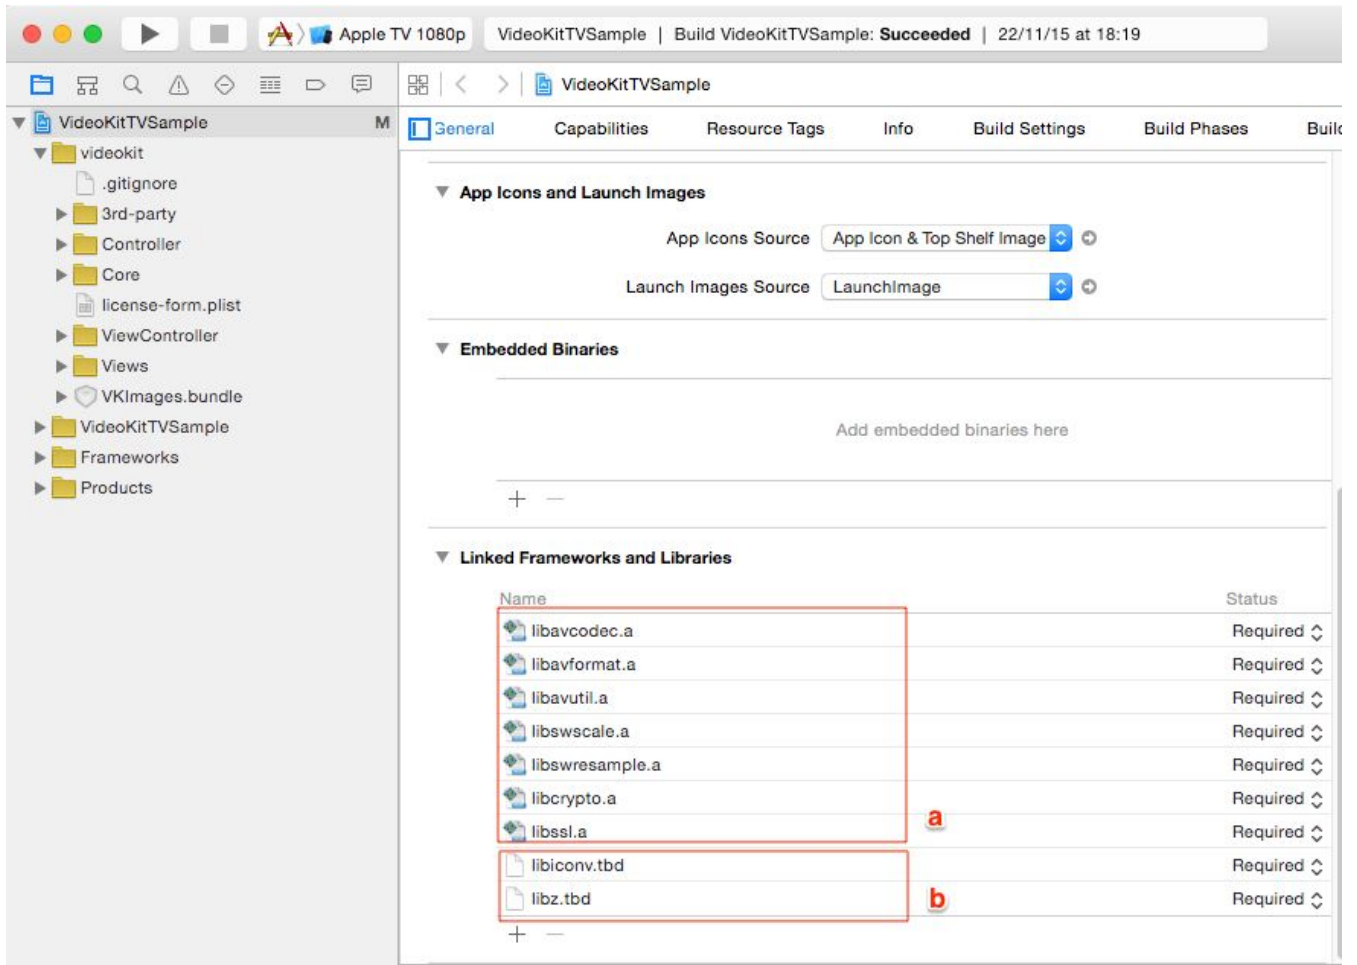 Apple TV 1080p
VideoKitTVSample | Build VideoKitTVSample: Succeeded | 22/11/15 at 18:19
VideoKitTVSample
VideoKitTVSample M
General Capabilities Resource Tags Info Build Settings Build Phases Build
videokit
.gitignore
3rd-party
Controller
Core
license-form.plist
ViewController
Views
VKImages.bundle
VideoKitTVSample
Frameworks
Products
App Icons and Launch Images
App Icons Source App Icon & Top Shelf Image
Launch Images Source LaunchImage
Embedded Binaries
Add embedded binaries here
Linked Frameworks and Libraries
Name Status
libavcodec.a Required
libavformat.a Required
libavutil.a Required
libswscale.a Required
libswresample.a Required
libcrypto.a Required
a
libssl.a Required
libiconv.tbd Required
libz.tbd Required
b